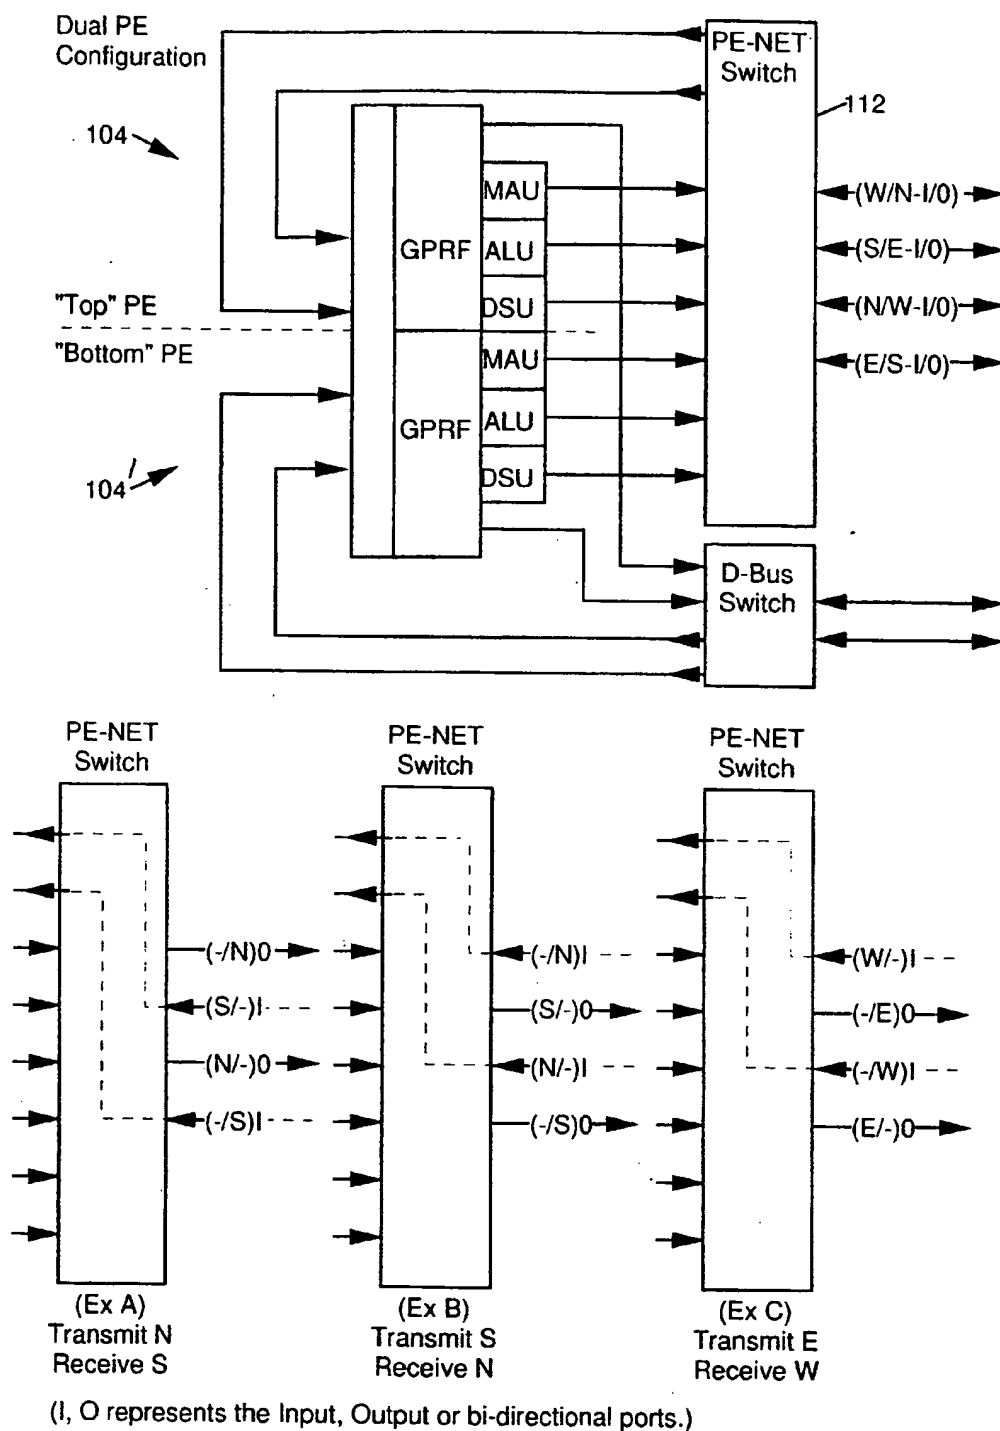 Dual PE
Configuration
PE-NET
Switch
112
104
MAU
(W/N-I/0)
GPRF
ALU
(S/E-I/0)
"Top" PE
DSU
(N/W-I/0)
"Bottom" PE
MAU
(E/S-I/0)
GPRF
ALU
DSU
104'
D-Bus
Switch
PE-NET
Switch
(-/N)0
(S/-)I
(N/-)0
(-/S)I
(Ex A)
Transmit N
Receive S
PE-NET
Switch
(-/N)I
(S/-)0
(N/-)I
(-/S)0
(Ex B)
Transmit S
Receive N
PE-NET
Switch
(W/-)I
(-/E)0
(-/W)I
(E/-)0
(Ex C)
Transmit E
Receive W
(I, O represents the Input, Output or bi-directional ports.)